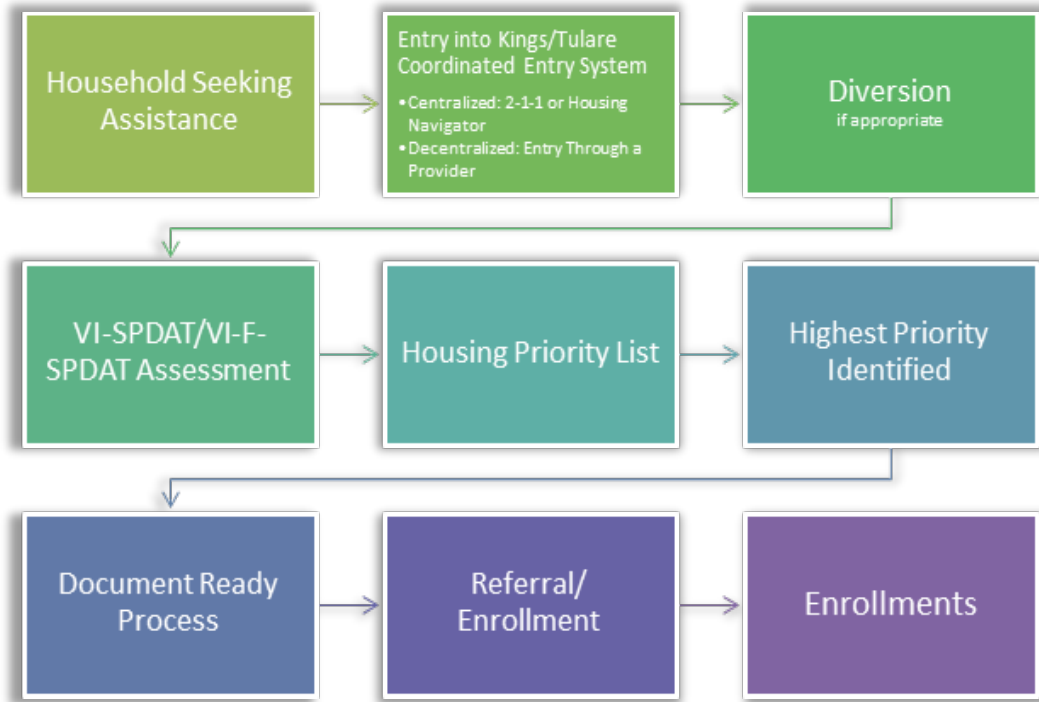 Household Seeking
Assistance
Entry into Kings/Tulare
Coordinated Entry System
•Centralized: 2-1-1 or Housing
Navigator
•Decentralized: Entry Through a
Provider
Diversion
if appropriate
VI-SPDAT/VI-F-
SPDAT Assessment
Housing Priority List
Highest Priority
Identified
Document Ready
Process
Referral/
Enrollment
Enrollments